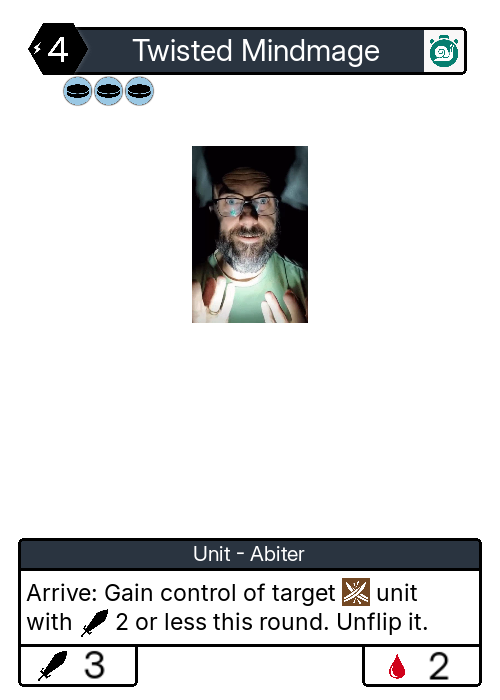 4 Twisted Mindmage
Unit - Abiter
Arrive: Gain control of target unit
with 2 or less this round. Unflip it.
3 2